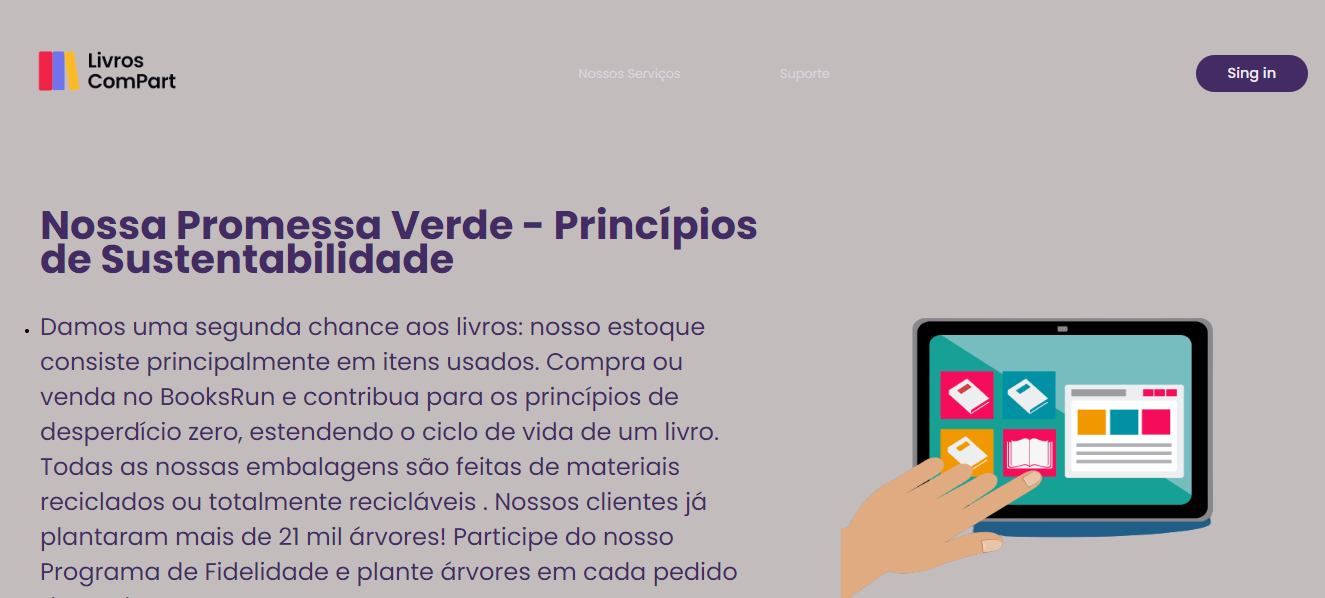 Livros
ComPart
Nossos Serviços
Suporte
Sing in
Nossa Promessa Verde - Princípios
de Sustentabilidade
Damos uma segunda chance aos livros: nosso estoque
consiste principalmente em itens usados. Compra ou
venda no BooksRun e contribua para os princípios de
desperdício zero, estendendo o ciclo de vida de um livro.
Todas as nossas embalagens são feitas de materiais
reciclados ou totalmente recicláveis . Nossos clientes já
plantaram mais de 21 mil árvores! Participe do nosso
Programa de Fidelidade e plante árvores em cada pedido